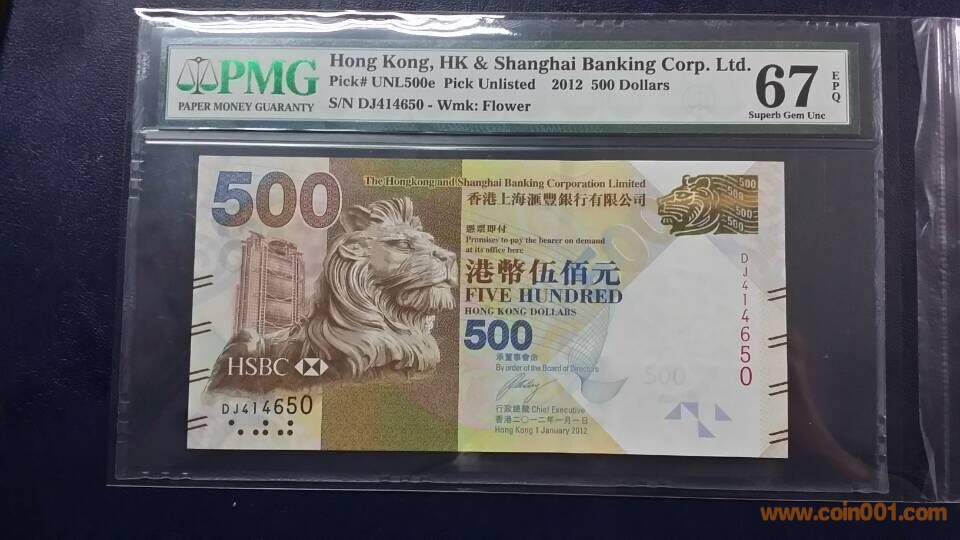 PMG
PAPER MONEY GUARANTY
Hong Kong, HK & Shanghai Banking Corp. Ltd.
Pick# UNL500e Pick Unlisted 2012 500 Dollars
S/N DJ414650 - Wmk: Flower
67
EPQ
Superb Gem Unc
500
The Hongkong and Shanghai Banking Corporation Limited
香港上海滙豐銀行有限公司
憑票即付
Promises to pay the bearer on demand
at its office here
港幣伍佰元
FIVE HUNDRED
HONG KONG DOLLARS
500
承董事會命
By order of the Board of Directors
行政總裁 Chief Executive
香港二〇一二年一月一日
Hong Kong 1 January 2012
HSBC
DJ414650
500
500
500
500
DJ414650
500
www.coin001.com